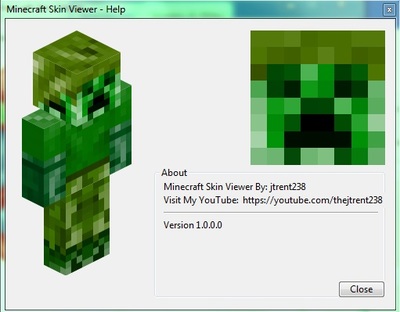 Minecraft Skin Viewer - Help
About
Minecraft Skin Viewer By: jtrent238
Visit My YouTube: https://youtube.com/thejtrent238
Version 1.0.0.0
Close